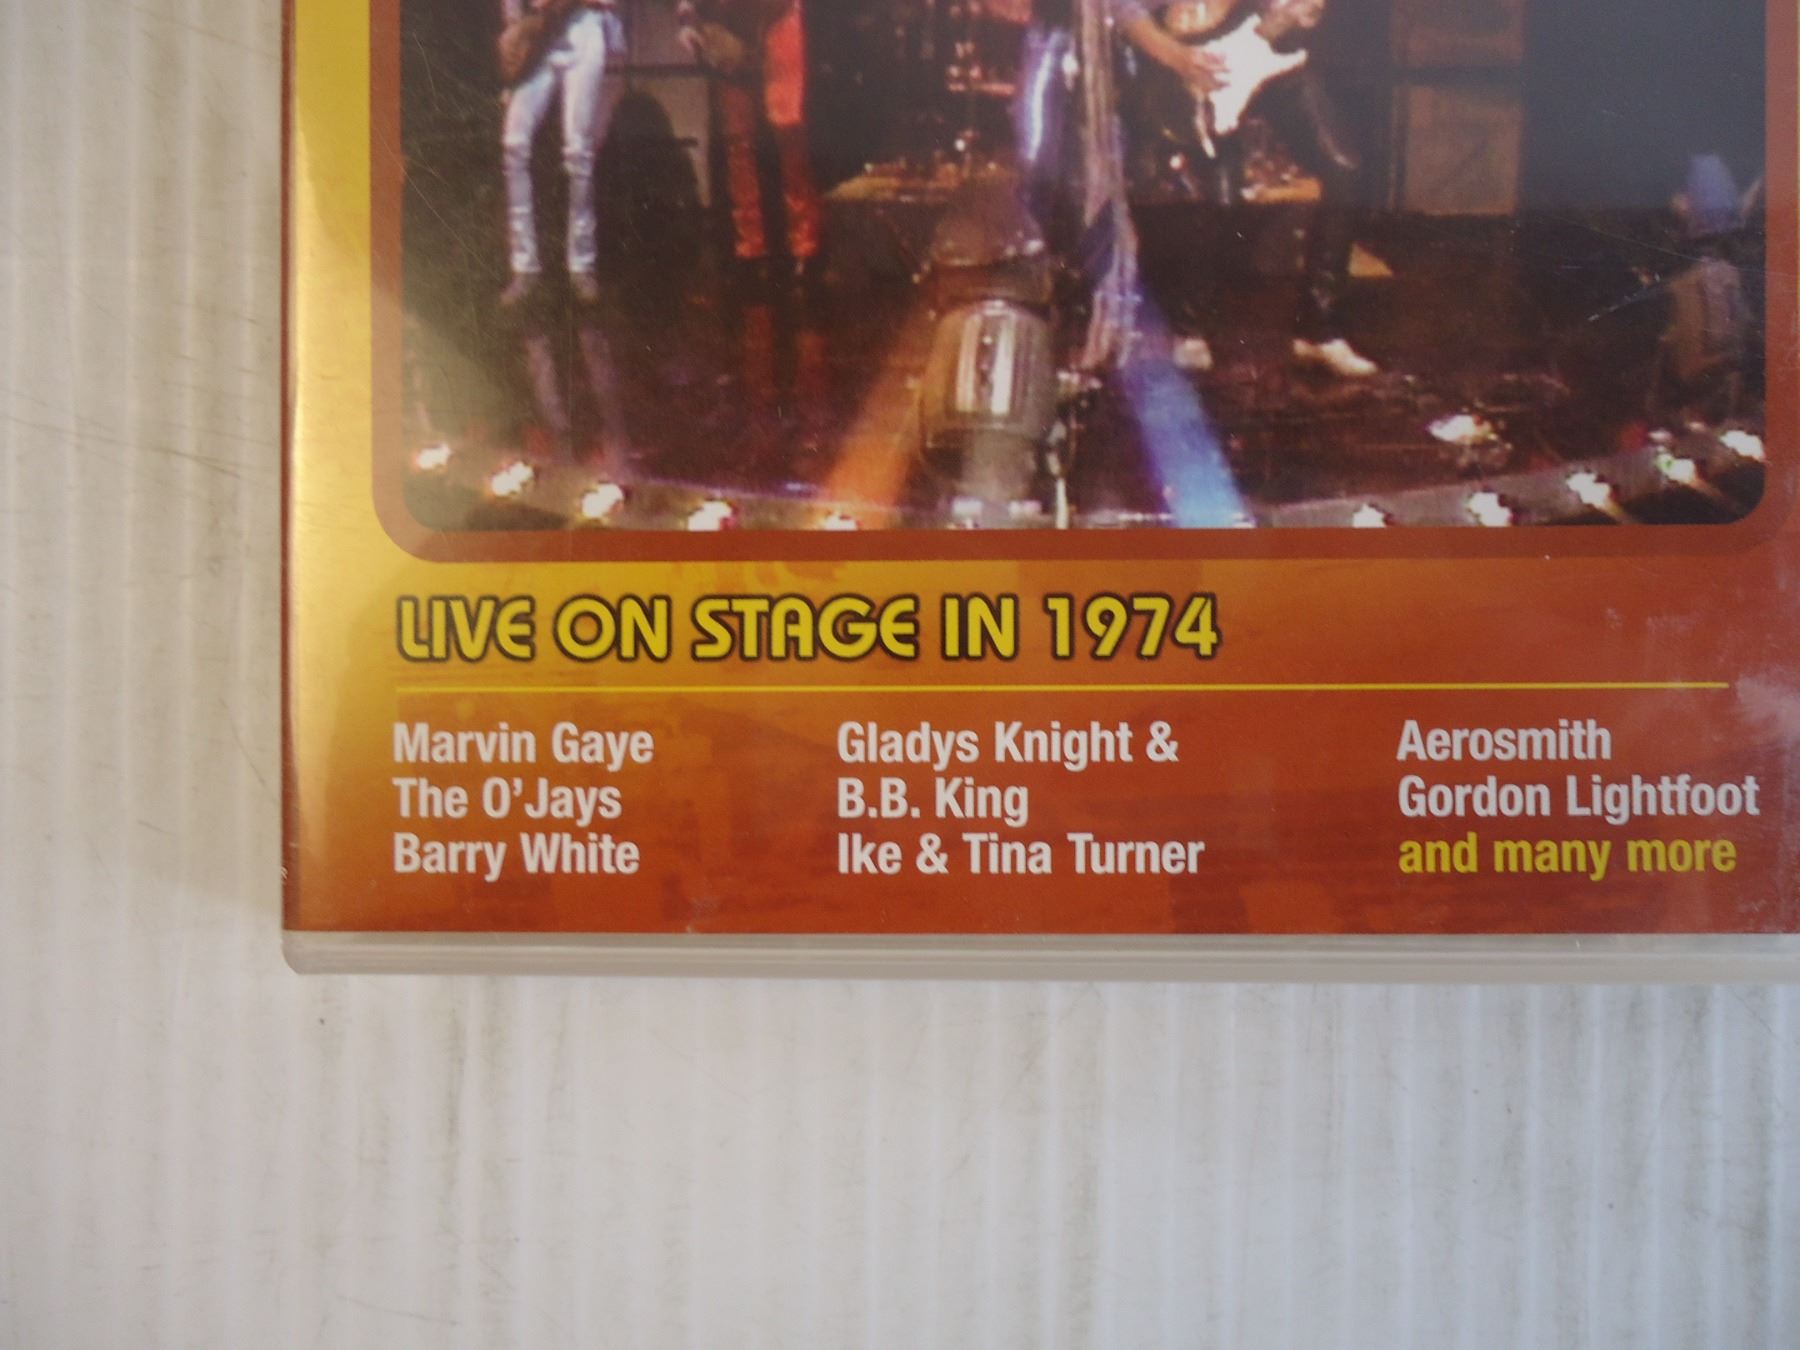 LIVE ON STAGE IN 1974
Marvin Gaye
The O'Jays
Barry White
Gladys Knight &
B.B. King
Ike & Tina Turner
Aerosmith
Gordon Lightfoot
and many more